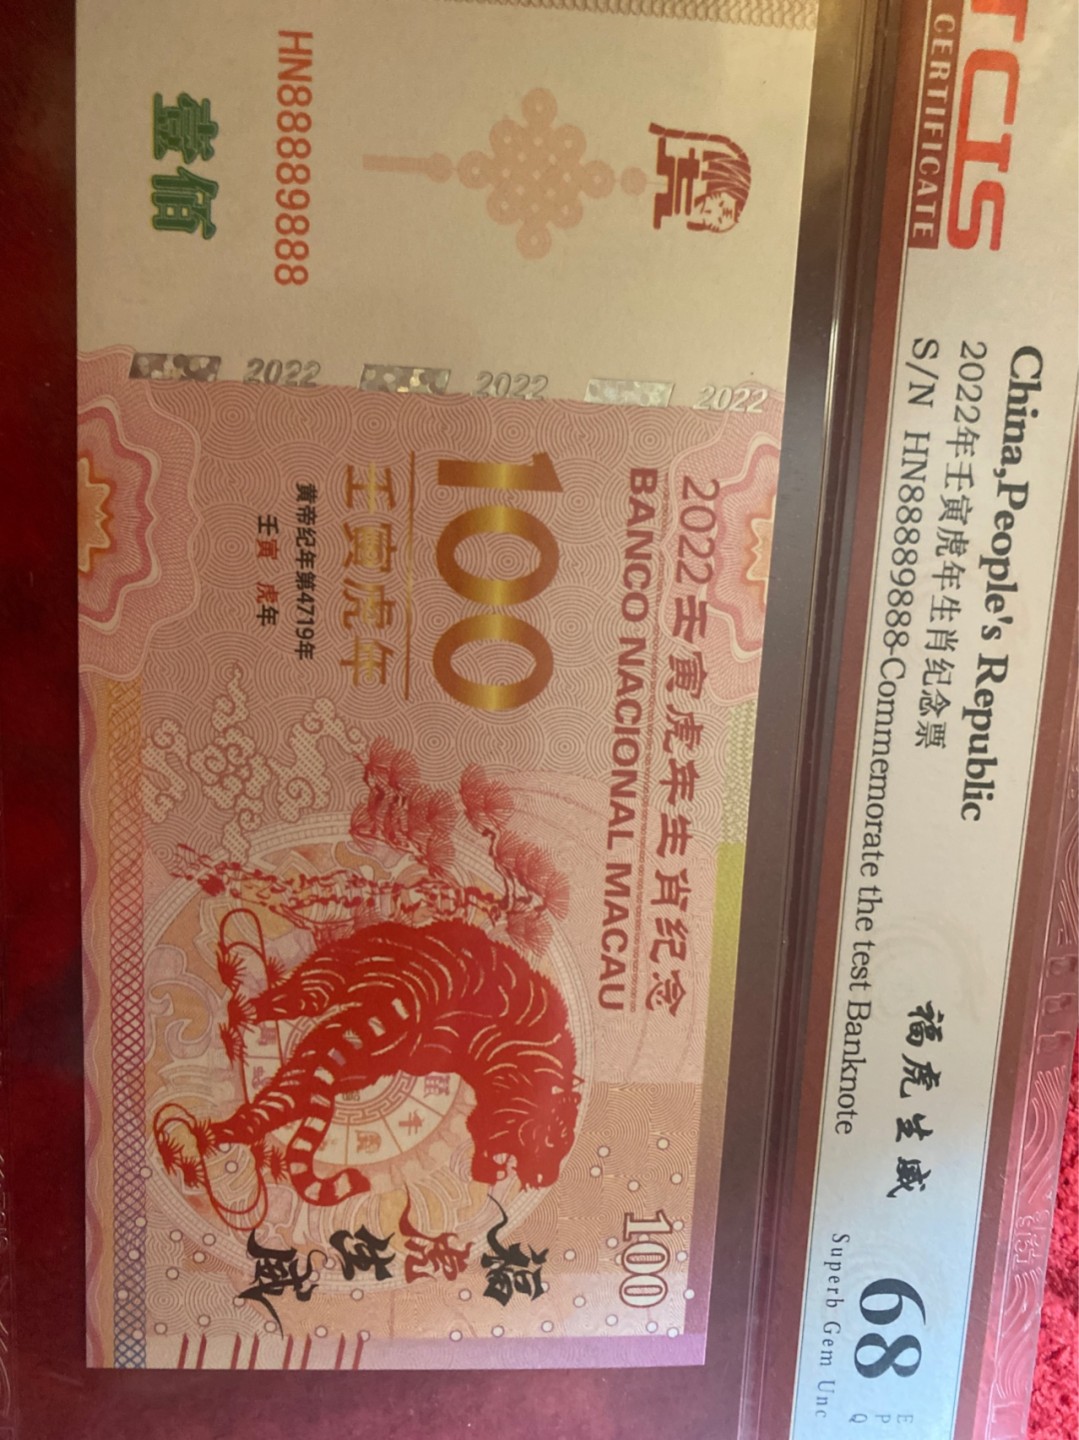 TCIS
CERTIFICATE
China,People's Republic
2022年壬寅虎年生肖纪念票
S/N HN88889888-Commemorate the test Banknote
福虎生威
68
EPQ
Superb Gem Unc
2022壬寅虎年生肖纪念
BANCO NACIONAL MACAU
100
100
壬寅虎年
黄帝纪年第4719年
壬寅 虎年
福
虎
生
威
2022
2022
2022
HN88889888
壹佰